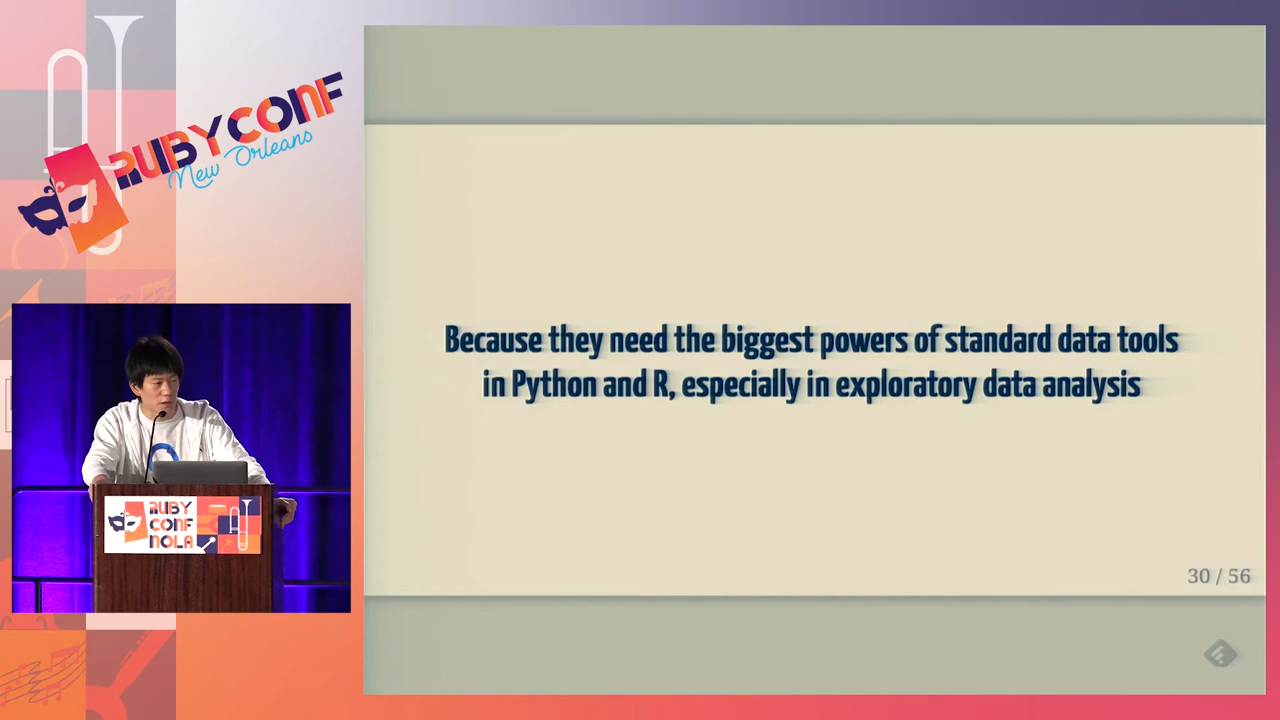 RUBYCONF
New Orleans
RUBY
CONF
NOLA
Because they need the biggest powers of standard data tools
in Python and R, especially in exploratory data analysis
30 / 56